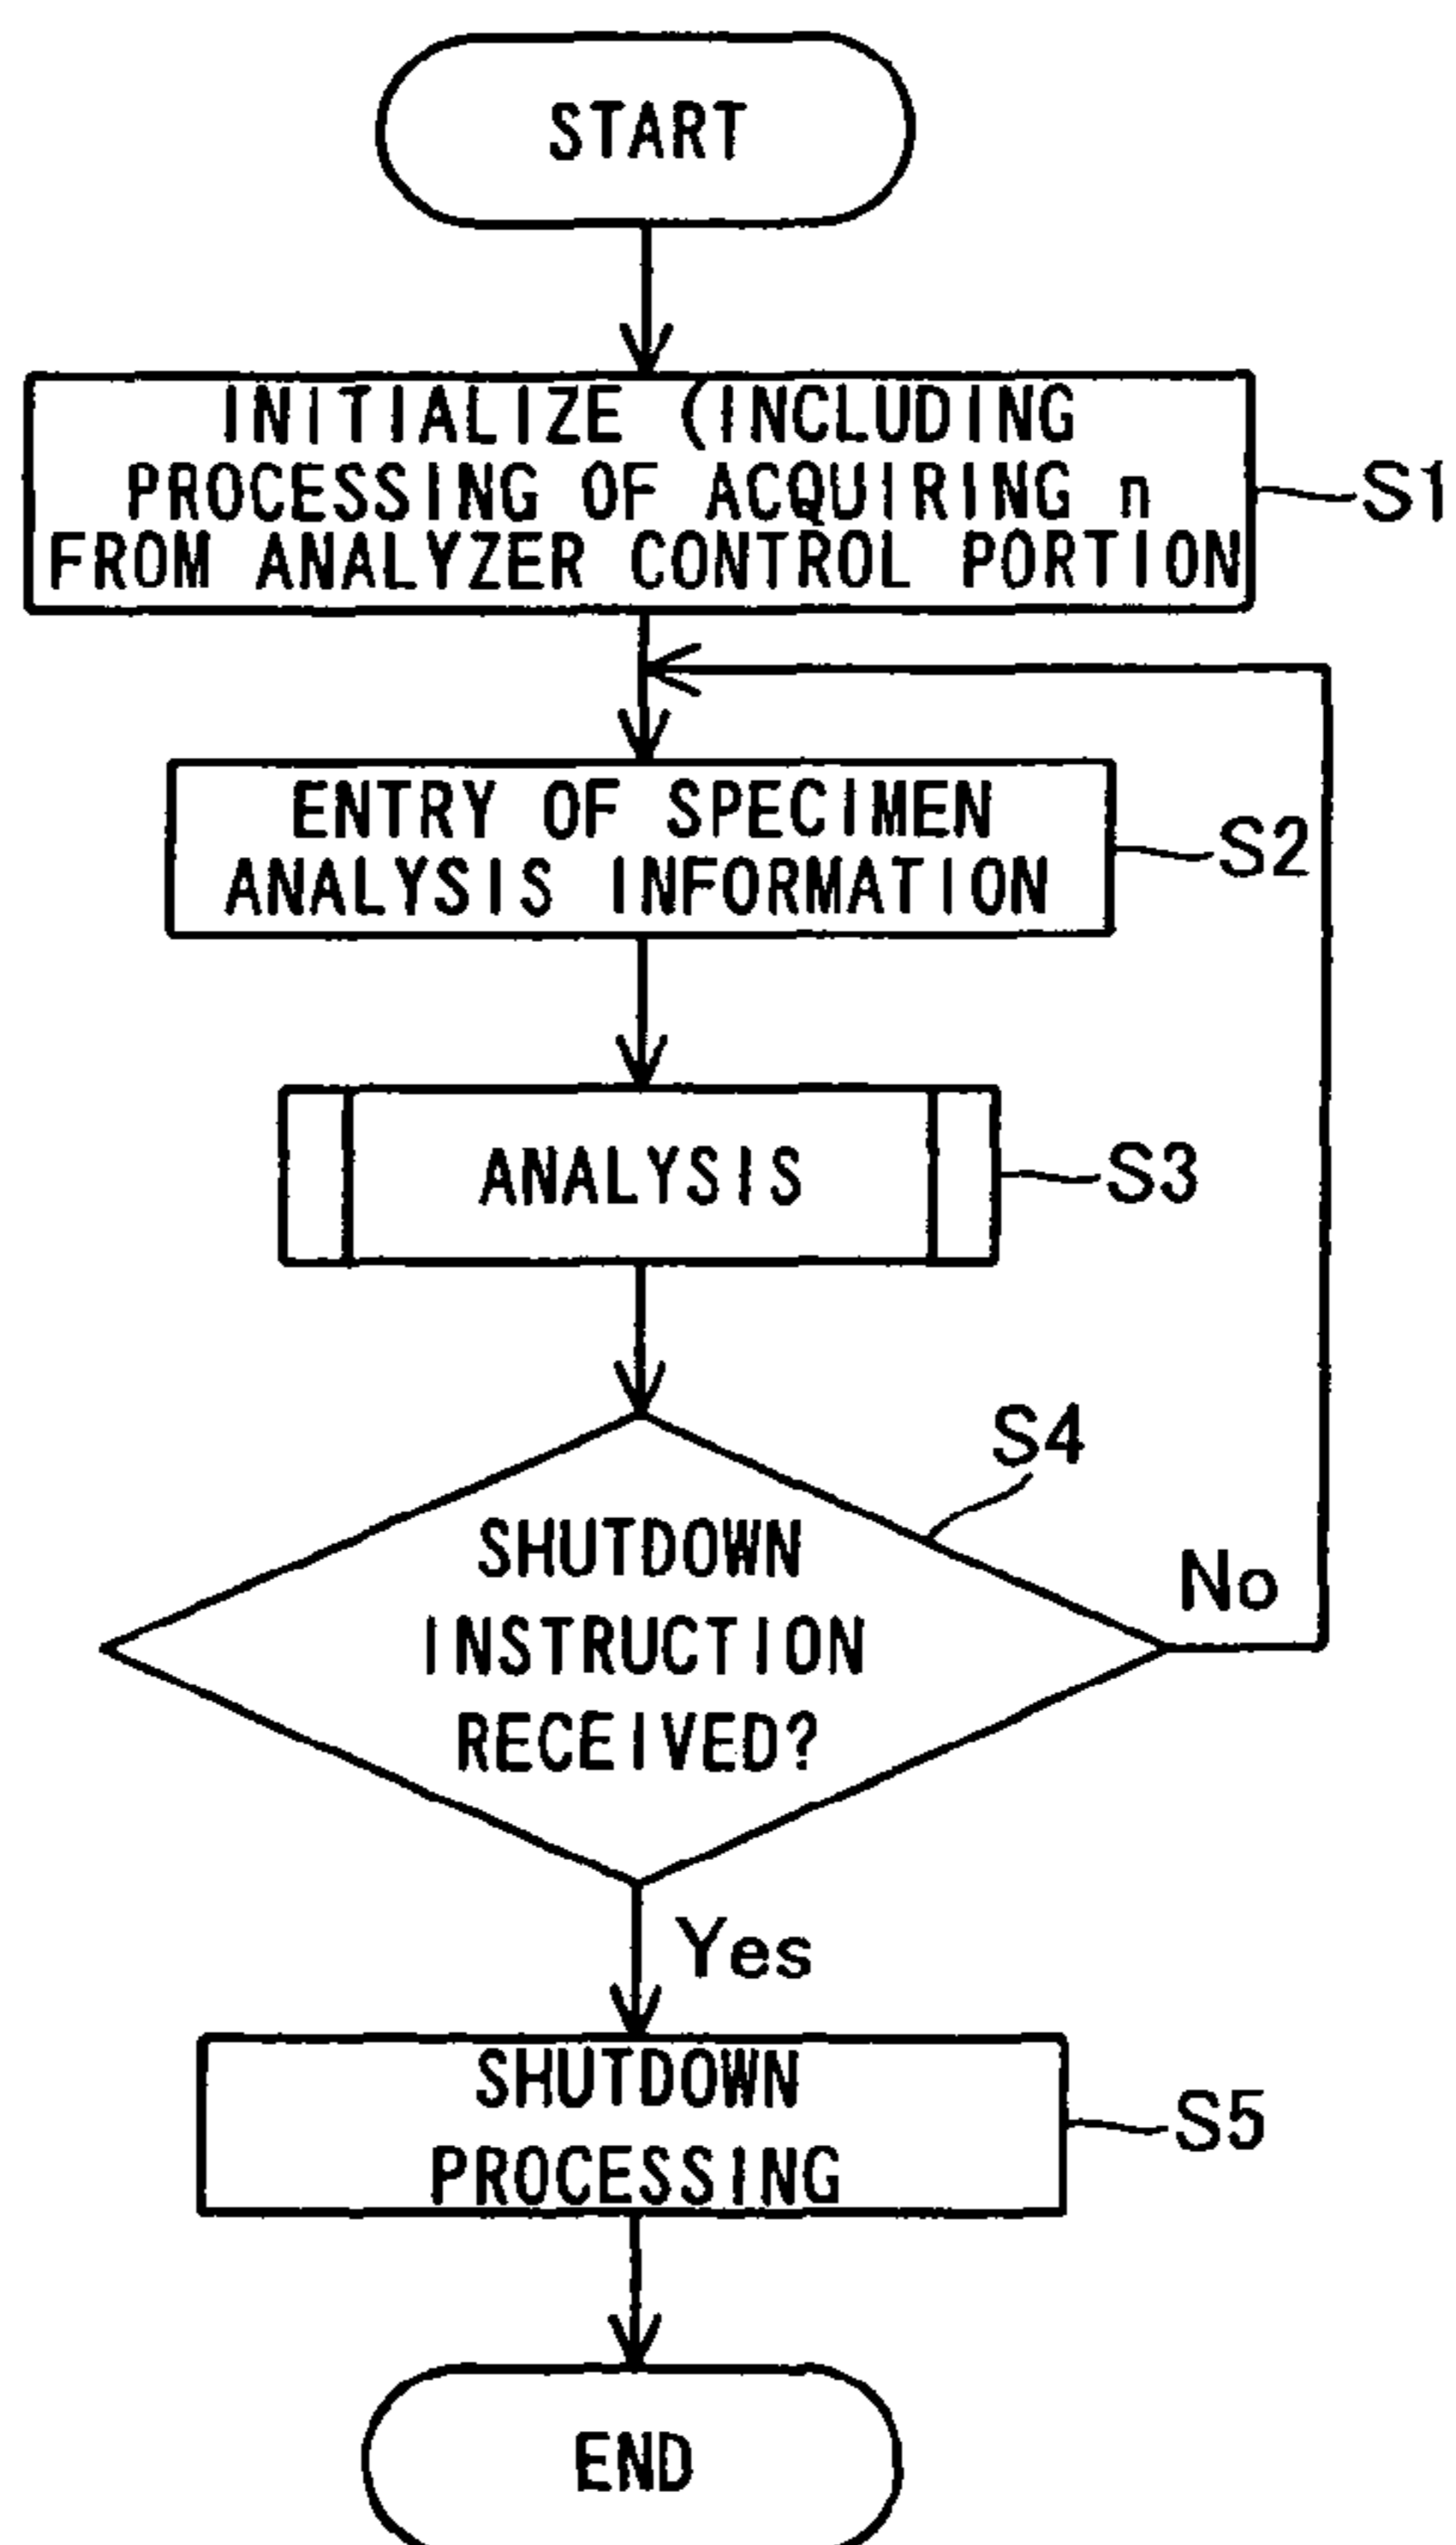 START
INITIALIZE (INCLUDING
PROCESSING OF ACQUIRING n
FROM ANALYZER CONTROL PORTION
S1
ENTRY OF SPECIMEN
ANALYSIS INFORMATION
S2
ANALYSIS
S3
S4
SHUTDOWN
INSTRUCTION
RECEIVED?
No
Yes
SHUTDOWN
PROCESSING
S5
END